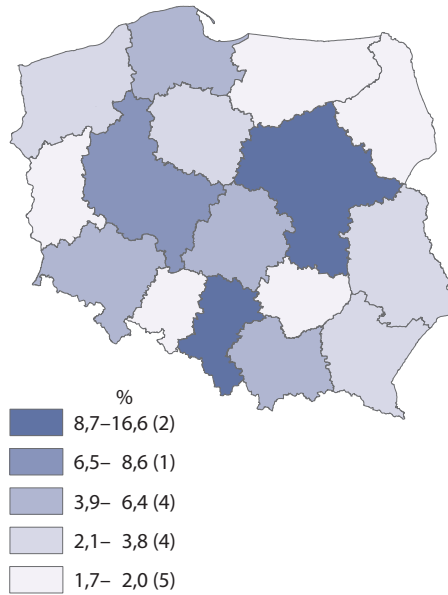 %
8,7–16,6 (2)
6,5– 8,6 (1)
3,9– 6,4 (4)
2,1– 3,8 (4)
1,7– 2,0 (5)